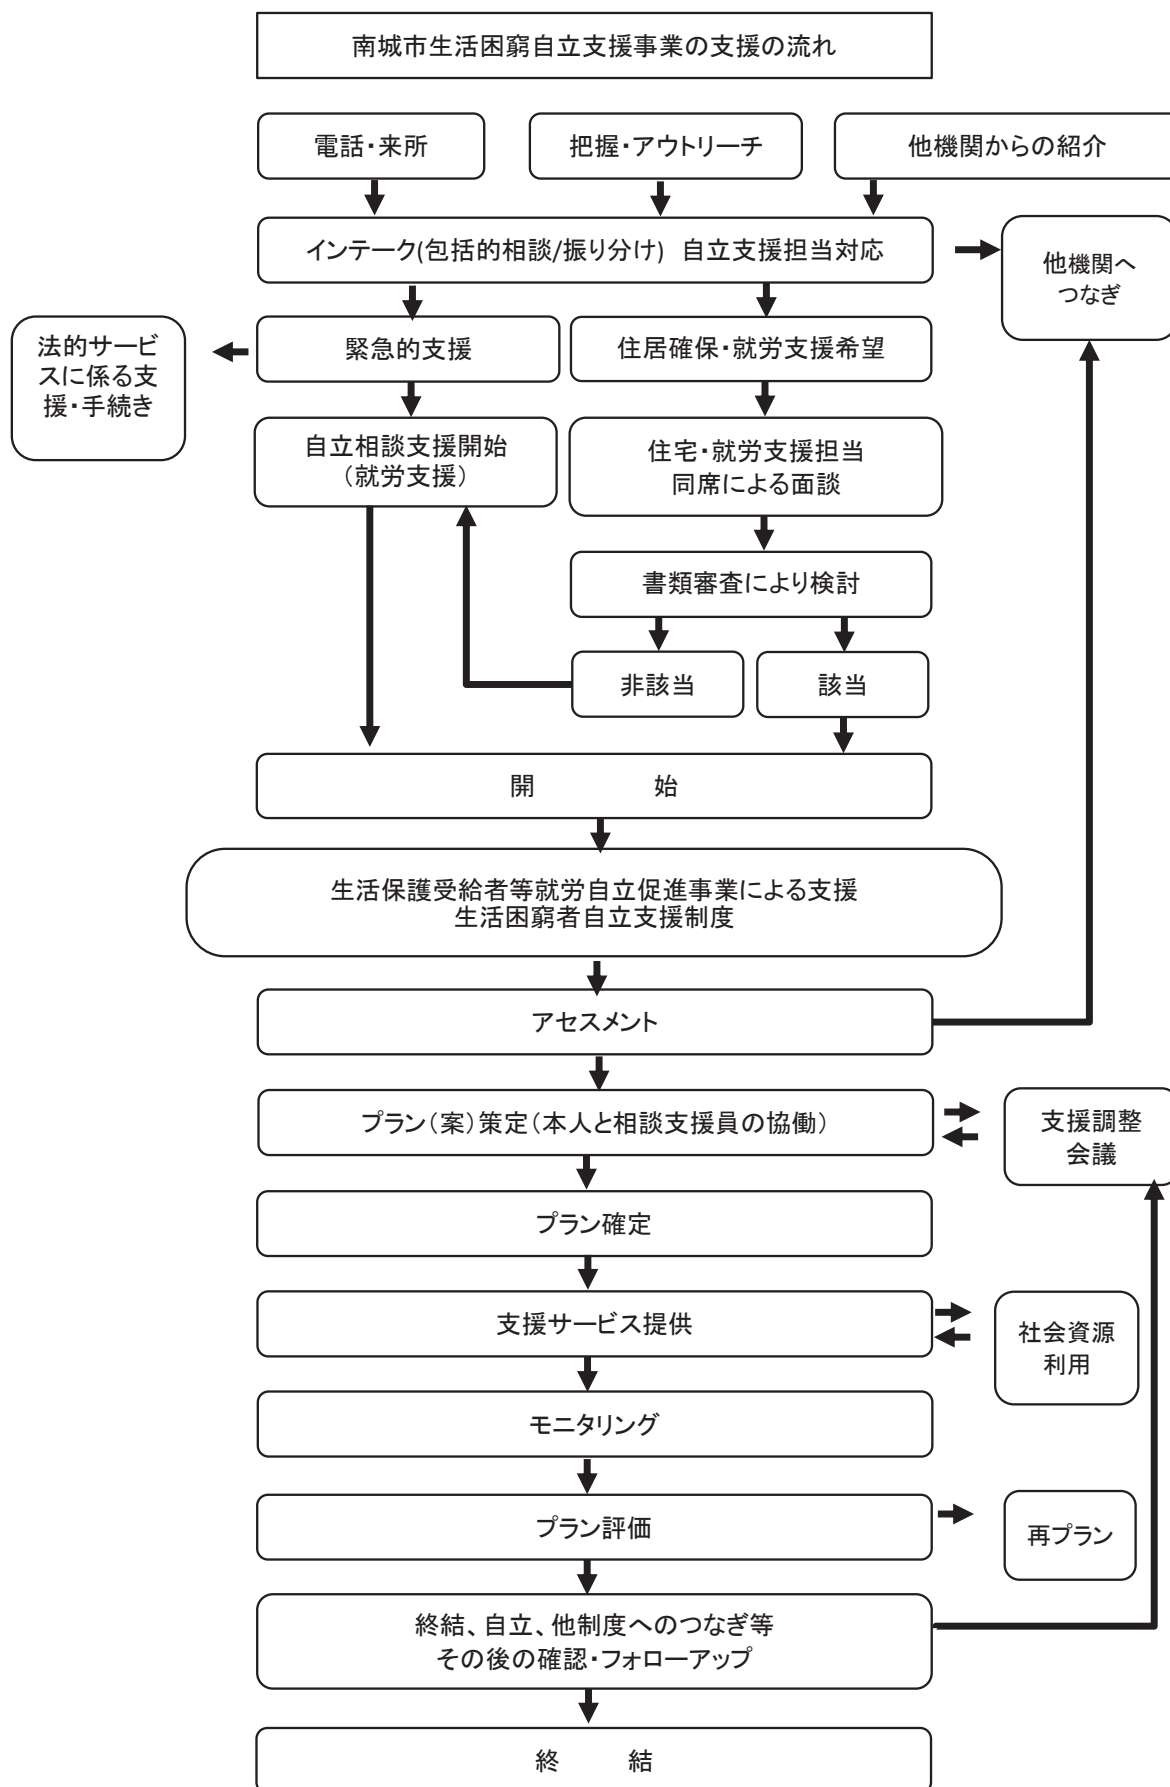 南城市生活困窮自立支援事業の支援の流れ
電話・来所
把握・アウトリーチ
他機関からの紹介
インテーク(包括的相談/振り分け) 自立支援担当対応
他機関へ
つなぎ
法的サービ
スに係る支
援・手続き
緊急的支援
住居確保・就労支援希望
自立相談支援開始
（就労支援）
住宅・就労支援担当
同席による面談
書類審査により検討
非該当
該当
開　　　　始
生活保護受給者等就労自立促進事業による支援
生活困窮者自立支援制度
アセスメント
プラン（案）策定（本人と相談支援員の協働）
支援調整
会議
プラン確定
支援サービス提供
社会資源
利用
モニタリング
プラン評価
再プラン
終結、自立、他制度へのつなぎ等
その後の確認・フォローアップ
終　　　　結